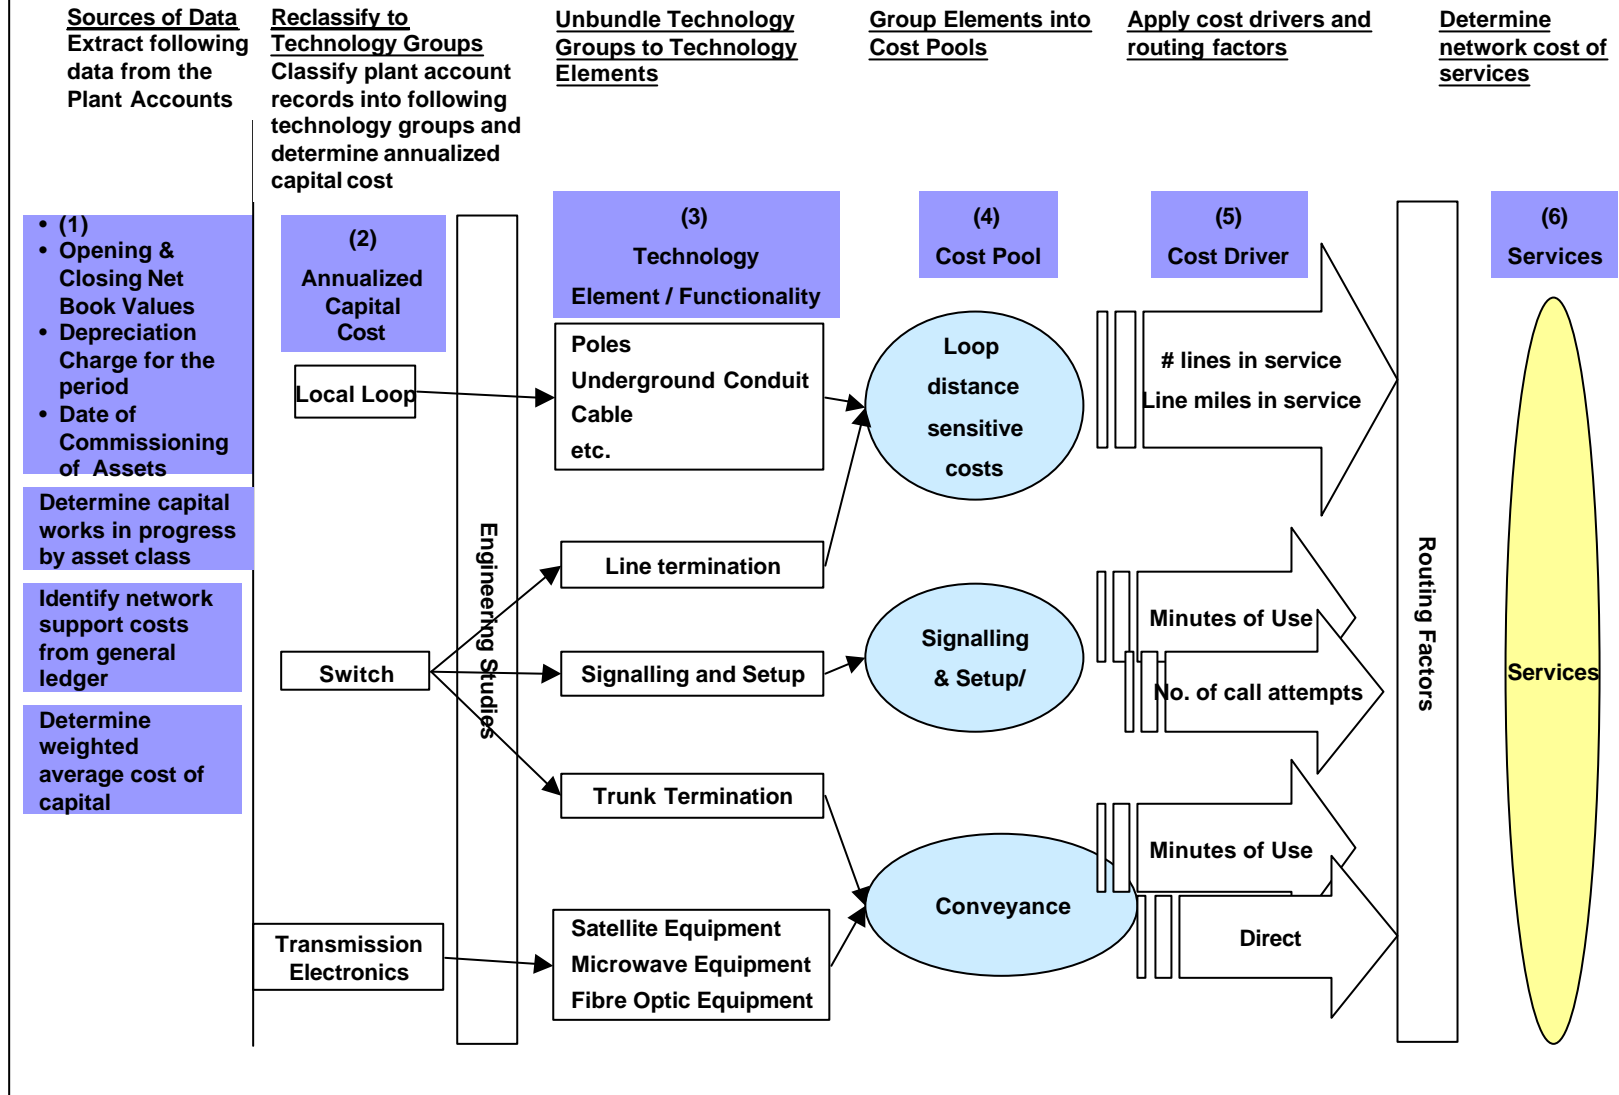 Sources of Data
Extract following
data from the
Plant Accounts
Reclassify to
Technology Groups
Classify plant account
records into following
technology groups and
determine annualized
capital cost
Unbundle Technology
Groups to Technology
Elements
Group Elements into
Cost Pools
Apply cost drivers and
routing factors
Determine
network cost of
services
• (1)
• Opening &
Closing Net
Book Values
• Depreciation
Charge for the
period
• Date of
Commissioning
of Assets
Determine capital
works in progress
by asset class
Identify network
support costs
from general
ledger
Determine
weighted
average cost of
capital
(2)
Annualized
Capital
Cost
Local Loop
Switch
Transmission
Electronics
Engineering Studies
(3)
Technology
Element / Functionality
Poles
Underground Conduit
Cable
etc.
Line termination
Signalling and Setup
Trunk Termination
Satellite Equipment
Microwave Equipment
Fibre Optic Equipment
(4)
Cost Pool
Loop
distance
sensitive
costs
Signalling
& Setup/
Conveyance
(5)
Cost Driver
# lines in service
Line miles in service
Minutes of Use
No. of call attempts
Minutes of Use
Direct
Routing Factors
(6)
Services
Services